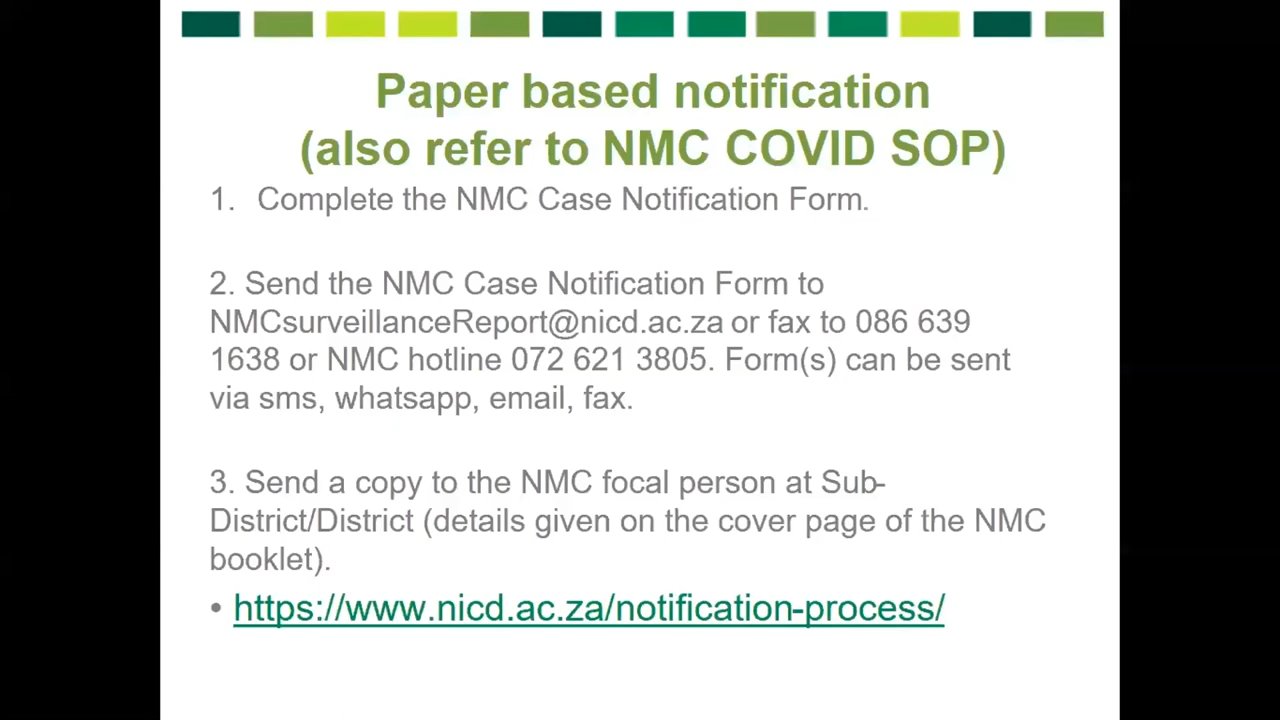 Paper based notification
(also refer to NMC COVID SOP)
1. Complete the NMC Case Notification Form.
2. Send the NMC Case Notification Form to
NMCsurveillanceReport@nicd.ac.za or fax to 086 639
1638 or NMC hotline 072 621 3805. Form(s) can be sent
via sms, whatsapp, email, fax.
3. Send a copy to the NMC focal person at Sub-
District/District (details given on the cover page of the NMC
booklet).
• https://www.nicd.ac.za/notification-process/